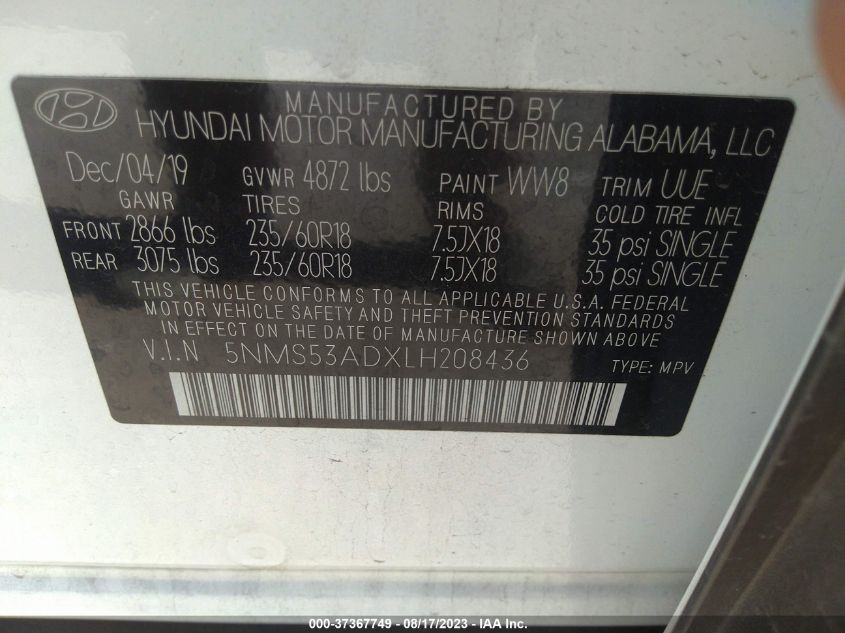 MANUFACTURED BY
HYUNDAI MOTOR MANUFACTURING ALABAMA, LLC
Dec/04/19 GVWR 4872 lbs PAINT WW8 TRIM UUE
GAWR TIRES RIMS COLD TIRE INFL
FRONT 2866 lbs 235/60R18 7.5JX18 35 psi SINGLE
REAR 3075 lbs 235/60R18 7.5JX18 35 psi SINGLE
THIS VEHICLE CONFORMS TO ALL APPLICABLE U.S.A. FEDERAL
MOTOR VEHICLE SAFETY AND THEFT PREVENTION STANDARDS
IN EFFECT ON THE DATE OF MANUFACTURE SHOWN ABOVE
V.I.N 5NMS53ADXLH208436 TYPE: MPV
000-37367749 - 08/17/2023 - IAA Inc.